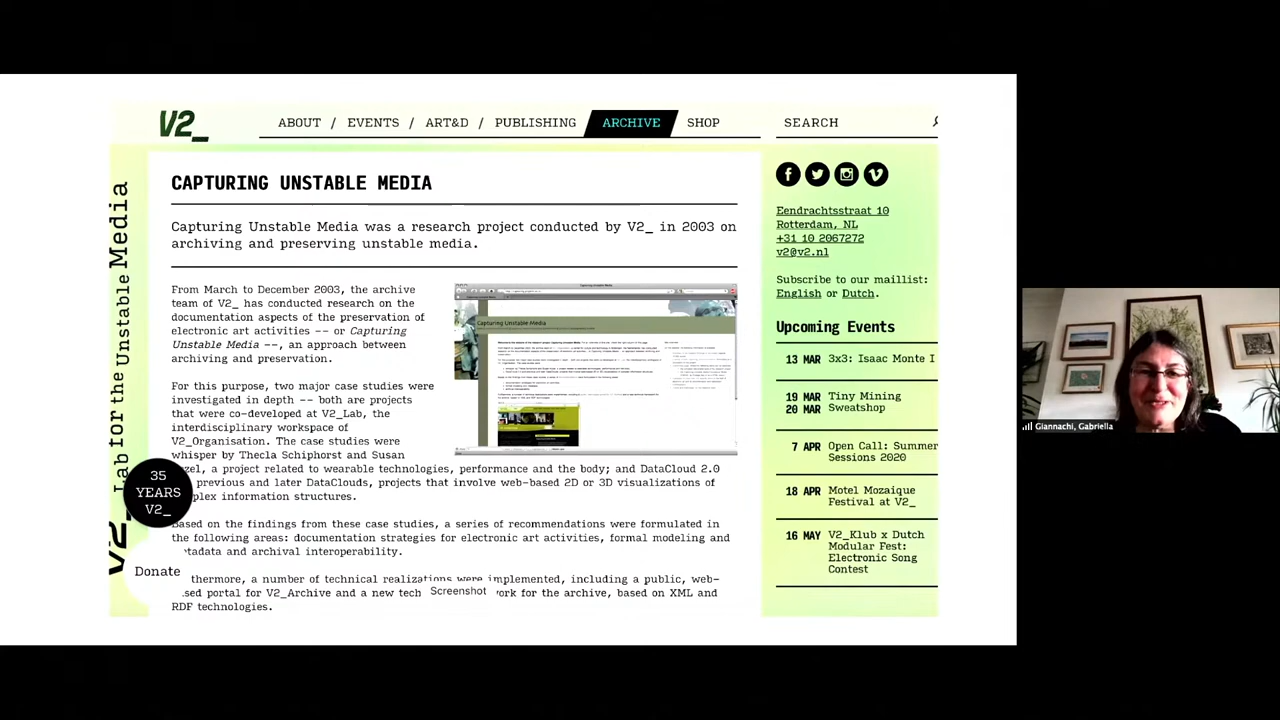 V2_
ABOUT / EVENTS / ART&D / PUBLISHING ARCHIVE SHOP
SEARCH
V2_ Lab for the Unstable Media
CAPTURING UNSTABLE MEDIA
Capturing Unstable Media was a research project conducted by V2_ in 2003 on
archiving and preserving unstable media.
From March to December 2003, the archive
team of V2_ has conducted research on the
documentation aspects of the preservation of
electronic art activities -- or Capturing
Unstable Media --, an approach between
archiving and preservation.
For this purpose, two major case studies were
investigated in depth -- both are projects
that were co-developed at V2_Lab, the
interdisciplinary workspace of
V2_Organisation. The case studies were
whisper by Thecla Schiphorst and Susan
zel, a project related to wearable technologies, performance and the body; and DataCloud 2.0
previous and later DataClouds, projects that involve web-based 2D or 3D visualizations of
plex information structures.
Based on the findings from these case studies, a series of recommendations were formulated in
the following areas: documentation strategies for electronic art activities, formal modeling and
tadata and archival interoperability.
thermore, a number of technical realizations were implemented, including a public, web-
sed portal for V2_Archive and a new tech work for the archive, based on XML and
RDF technologies.
Capturing Unstable Media
Screenshot
35
YEARS
V2_
Donate
Eendrachtsstraat 10
Rotterdam, NL
+31 10 2067272
v2@v2.nl
Subscribe to our maillist:
English or Dutch.
Upcoming Events
13 MAR 3x3: Isaac Monte I
19 MAR Tiny Mining
20 MAR Sweatshop
7 APR Open Call: Summer
Sessions 2020
18 APR Motel Mozaique
Festival at V2_
16 MAY V2_Klub x Dutch
Modular Fest:
Electronic Song
Contest
Giannachi, Gabriella